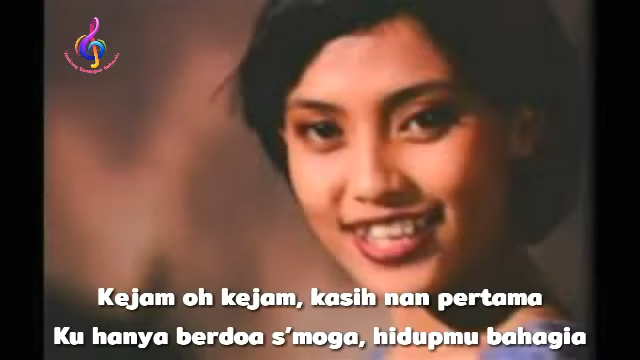 Kejam oh kejam, kasih nan pertama
Ku hanya berdoa s'moga, hidupmu bahagia